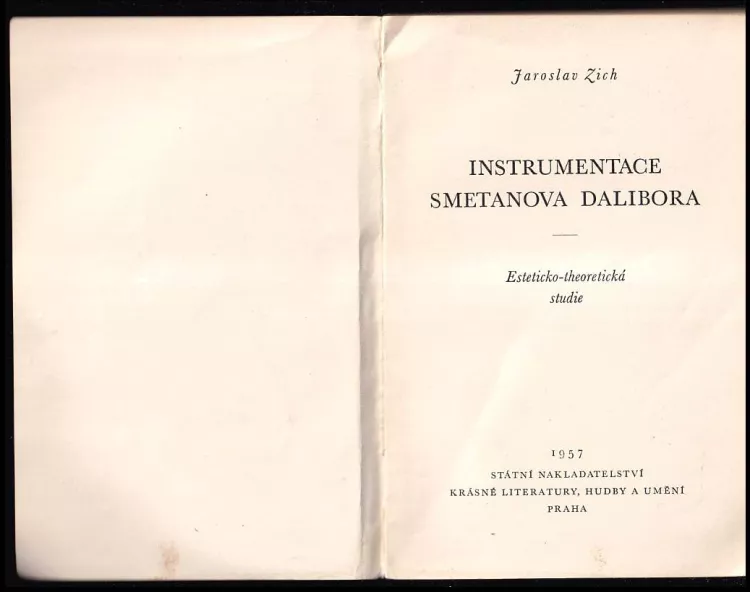 Jaroslav Zich
INSTRUMENTACE
SMETANOVA DALIBORA
Esteticko-theoretická
studie
1957
STÁTNÍ NAKLADATELSTVÍ
KRÁSNÉ LITERATURY, HUDBY A UMĚNÍ
PRAHA